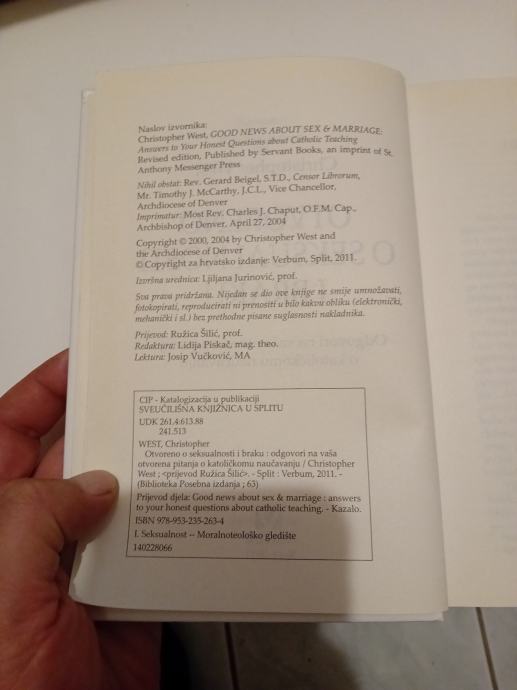 Naslov izvornika:
Christopher West, GOOD NEWS ABOUT SEX & MARRIAGE:
Answers to Your Honest Questions about Catholic Teaching
Revised edition, Published by Servant Books, an imprint of St.
Anthony Messenger Press
Nihil obstat: Rev. Gerard Beigel, S.T.D., Censor Librorum,
Mr. Timothy J. McCarthy, J.C.L., Vice Chancellor,
Archdiocese of Denver
Imprimatur: Most Rev. Charles J. Chaput, O.F.M. Cap.,
Archbishop of Denver, April 27, 2004
Copyright © 2000, 2004 by Christopher West and
the Archdiocese of Denver
© Copyright za hrvatsko izdanje: Verbum, Split, 2011.
Izvršna urednica: Ljiljana Jurinović, prof.
Sva prava pridržana. Nijedan se dio ove knjige ne smije umnožavati,
fotokopirati, reproducirati ni prenositi u bilo kakvu obliku (elektronički,
mehanički i sl.) bez prethodne pisane suglasnosti nakladnika.
Prijevod: Ružica Šilić, prof.
Redaktura: Lidija Piskač, mag. theo.
Lektura: Josip Vučković, MA
CIP - Katalogizacija u publikaciji
SVEUČILIŠNA KNJIŽNICA U SPLITU
UDK 261.4:613.88
241.513
WEST, Christopher
Otvoreno o seksualnosti i braku : odgovori na vaša
otvorena pitanja o katoličkomu naučavanju / Christopher
West ; <prijevod Ružica Šilić>. - Split : Verbum, 2011. -
(Biblioteka Posebna izdanja ; 63)
Prijevod djela: Good news about sex & marriage : answers
to your honest questions about catholic teaching. - Kazalo.
ISBN 978-953-235-263-4
I. Seksualnost -- Moralnoteološko gledište
140228066